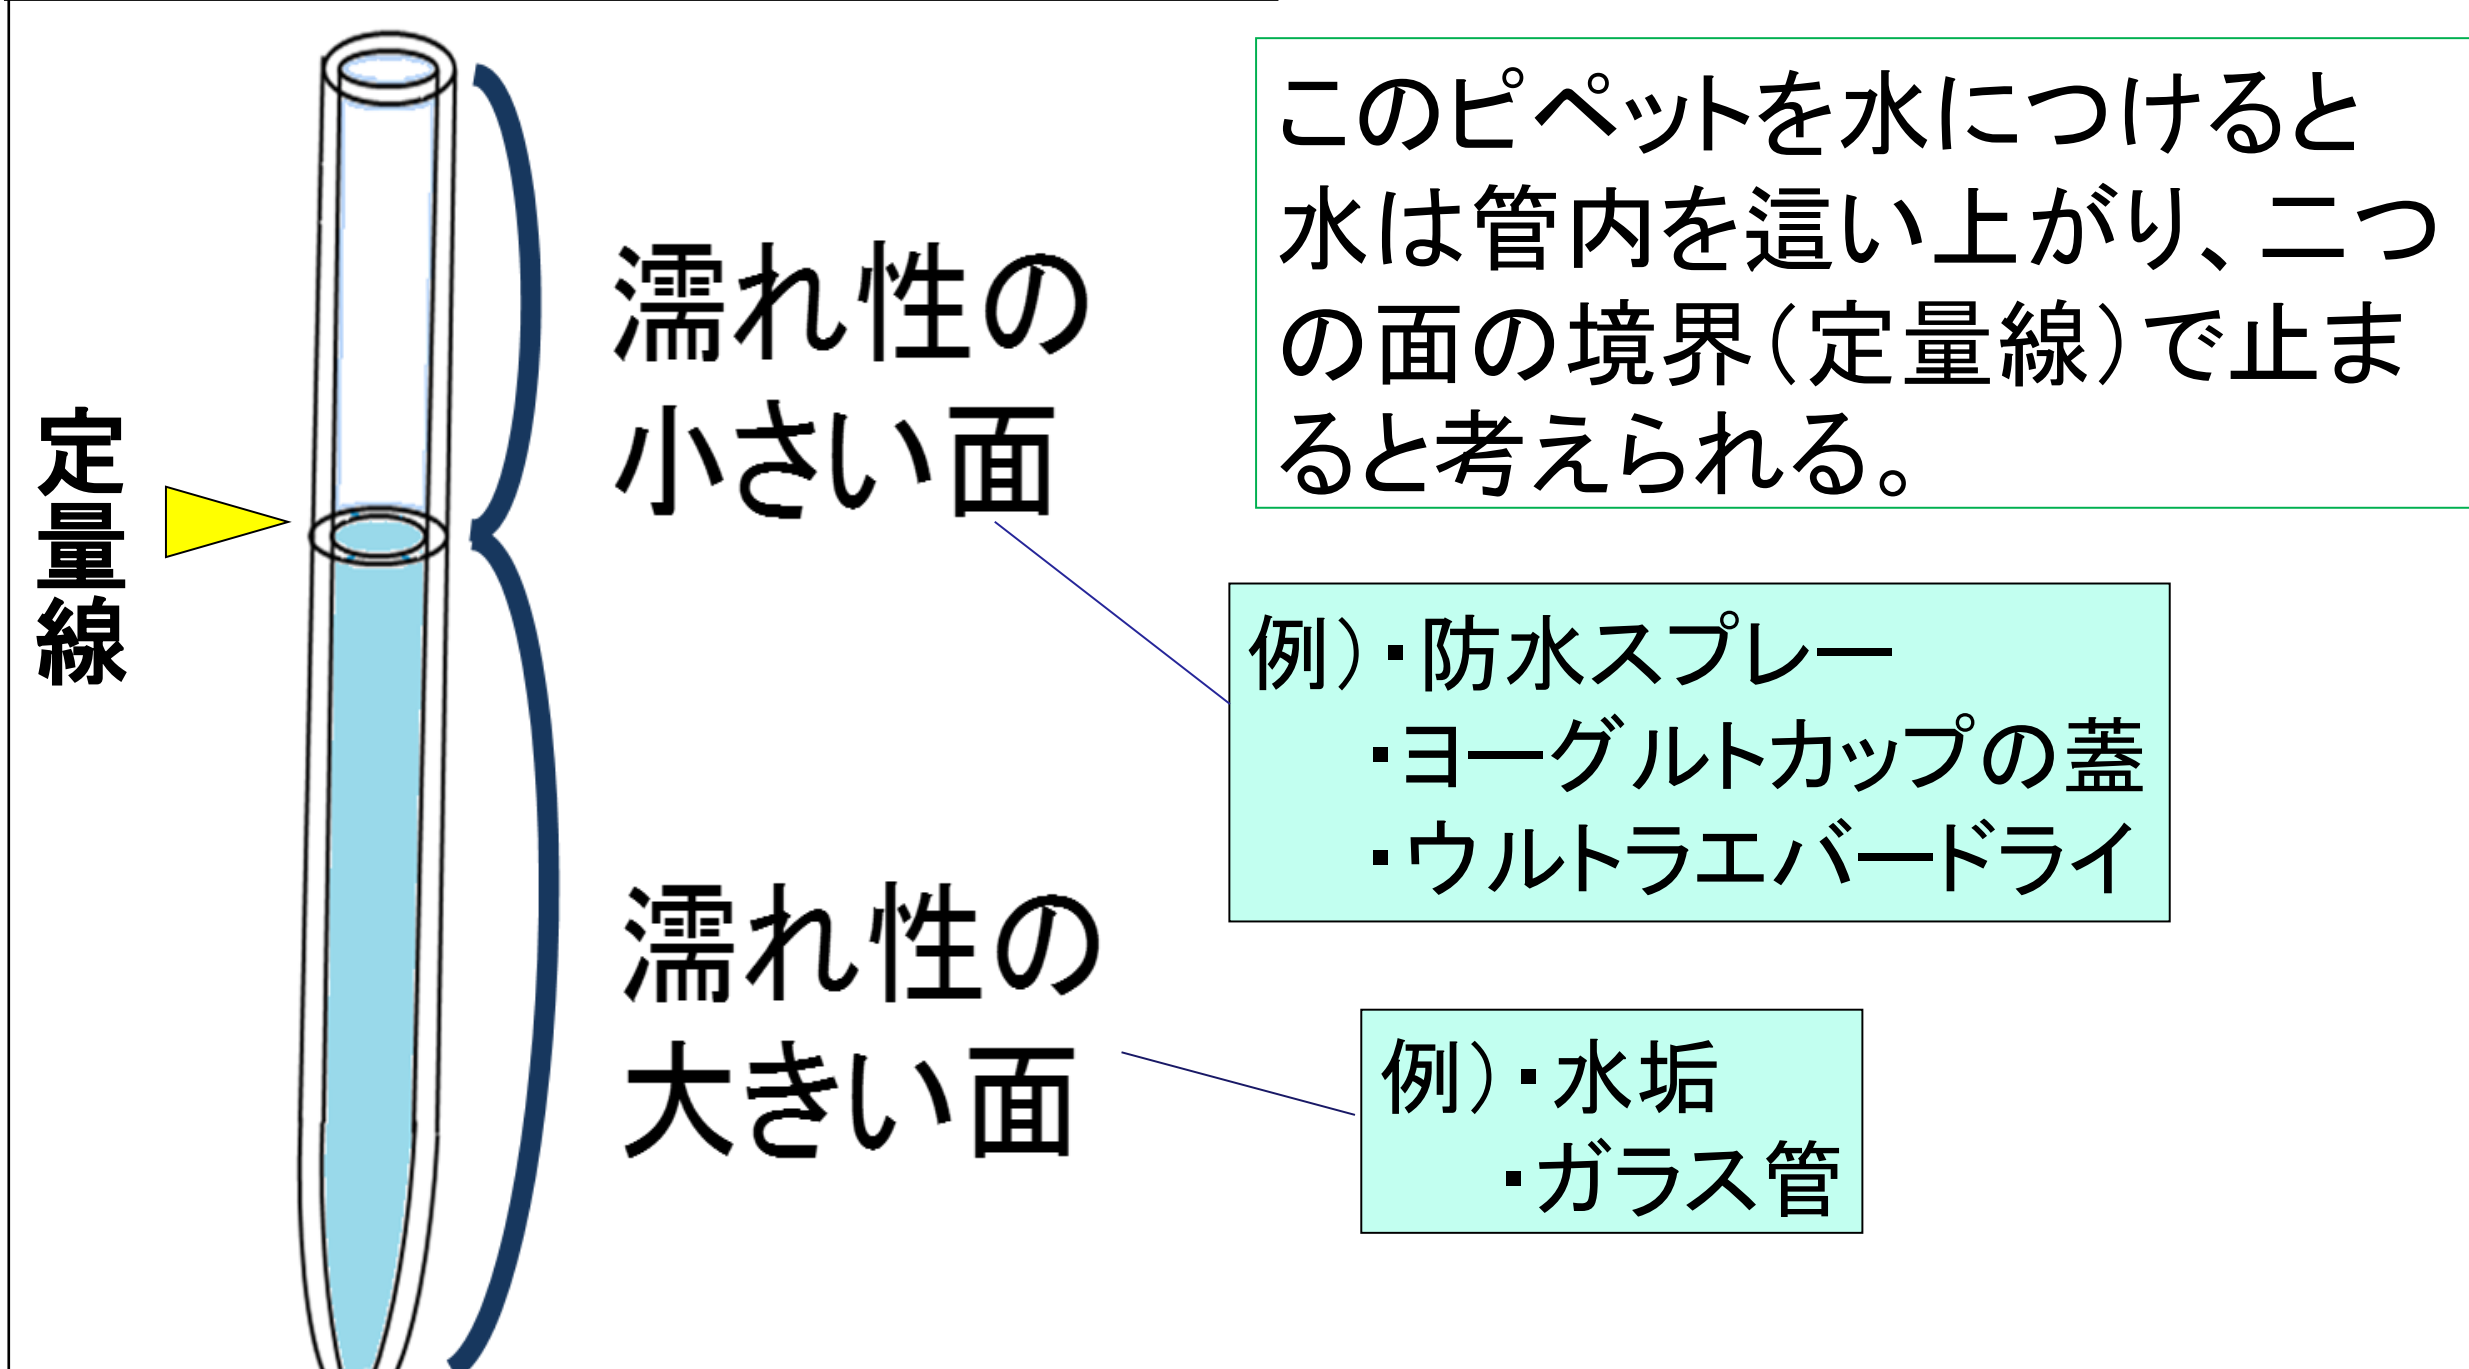 このピペットを水につけると
水は管内を這い上がり、二つ
の面の境界（定量線）で止ま
ると考えられる。
濡れ性の
小さい面
定量線
例）・防水スプレー
・ヨーグルトカップの蓋
・ウルトラエバードライ
濡れ性の
大きい面
例）・水垢
・ガラス管